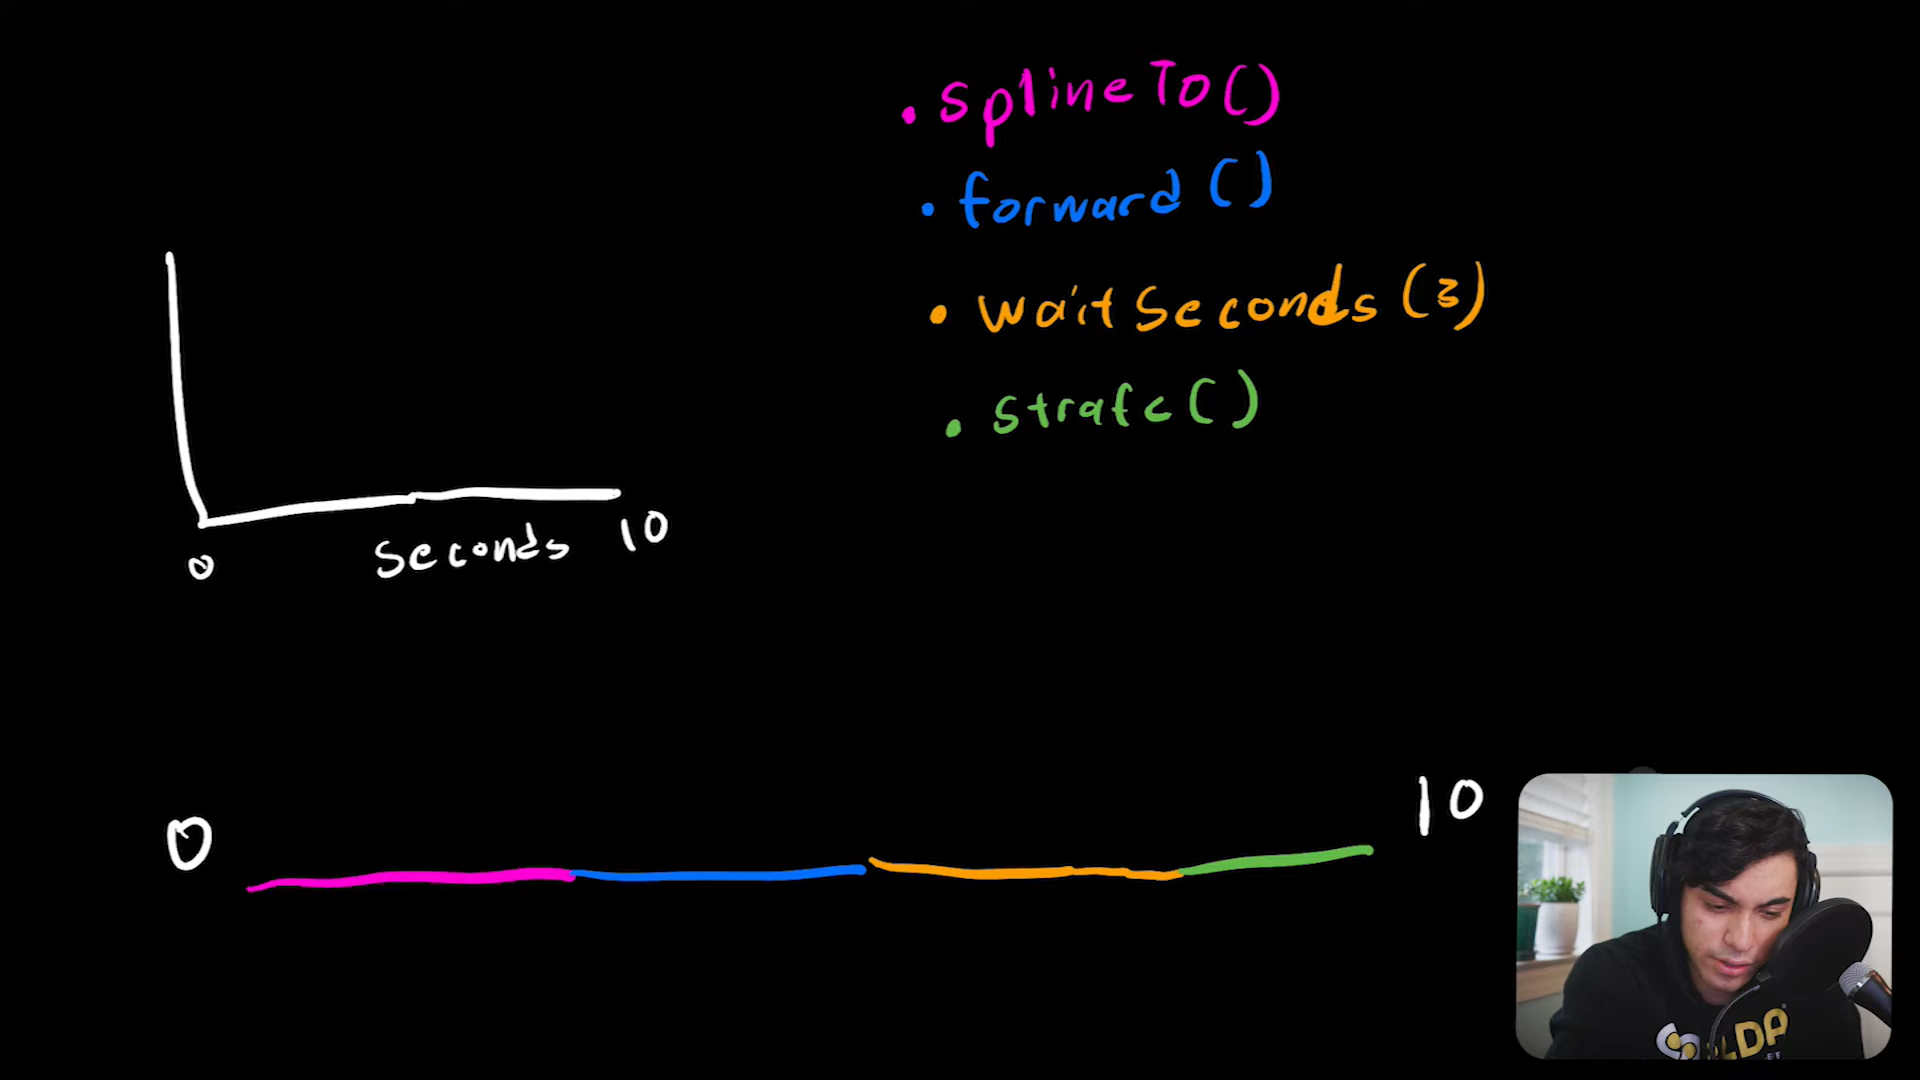 • splineTo()
• forward()
• waitSeconds(3)
• strafe()
0 Seconds 10
0 10